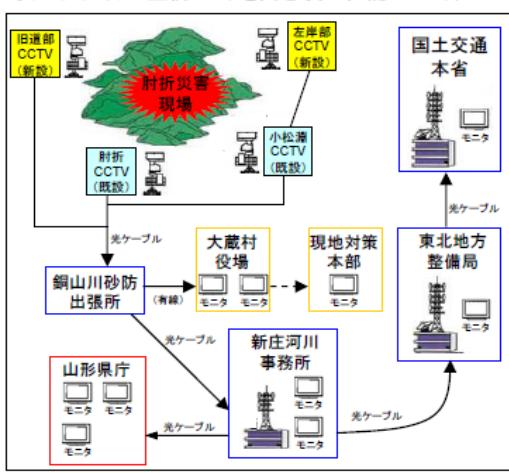 旧道部
CCTV
(新設)
左岸部
CCTV
(新設)
肘折災害
現場
肘折
CCTV
(既設)
小松淵
CCTV
(既設)
国土交通
本省
モニタ
光ケーブル
光ケーブル
大蔵村
役場
モニタ
モニタ
現地対策
本部
モニタ
東北地方
整備局
モニタ
銅山川砂防
出張所
(有線)
光ケーブル
新庄河川
事務所
モニタ
モニタ
山形県庁
モニタ
モニタ
モニタ
光ケーブル
光ケーブル